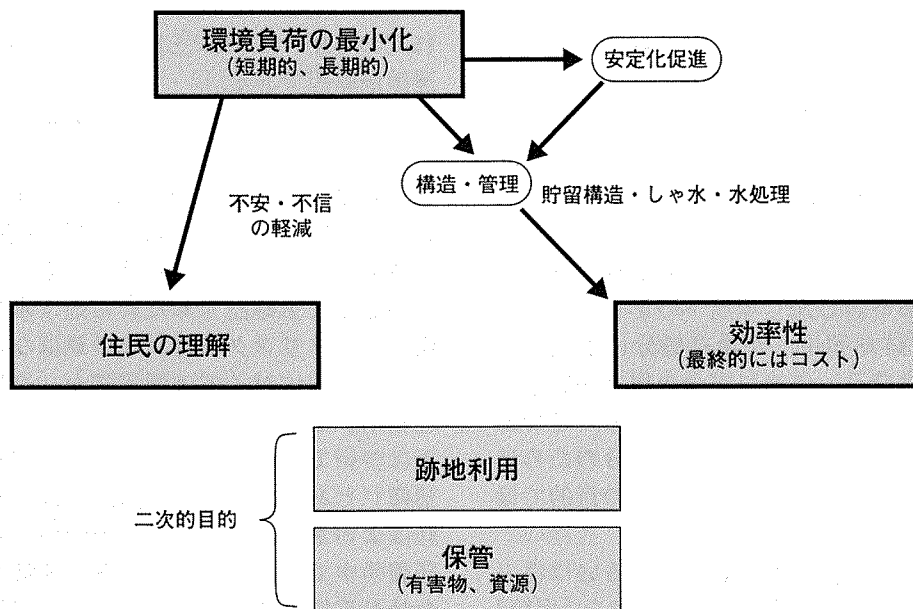 環境負荷の最小化
(短期的、長期的)
安定化促進
構造・管理
貯留構造・しゃ水・水処理
不安・不信
の軽減
住民の理解
効率性
(最終的にはコスト)
跡地利用
二次的目的
保管
(有害物、資源)